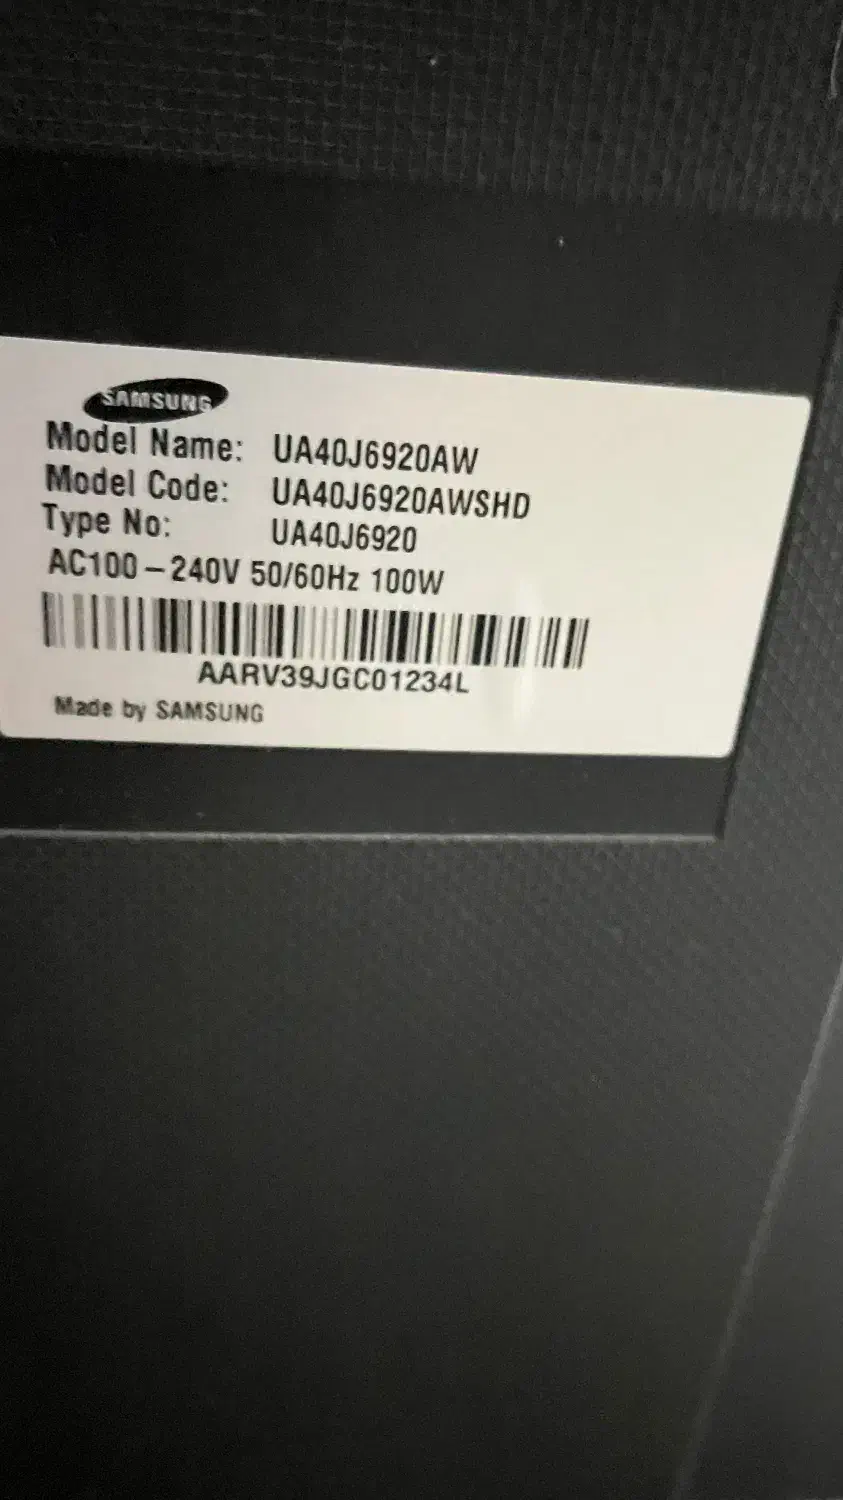 SAMSUNG
Model Name: UA40J6920AW
Model Code: UA40J6920AWSHD
Type No: UA40J6920
AC100-240V 50/60Hz 100W
AARV39JGC01234L
Made by SAMSUNG